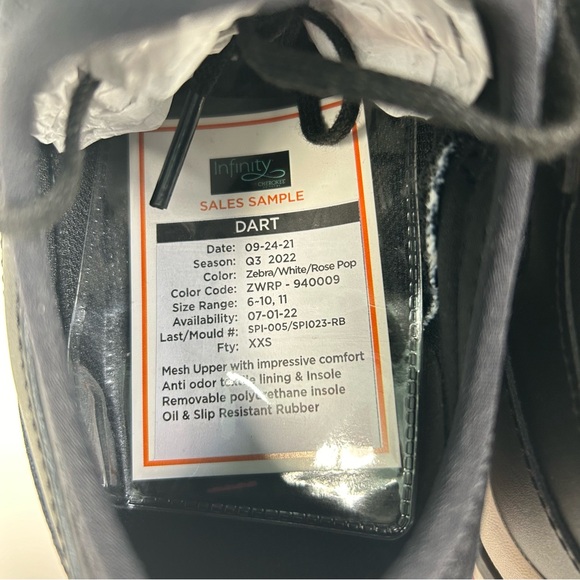 Infinity
SALES SAMPLE
DART
Date: 09-24-21
Season: Q3 2022
Color: Zebra/White/Rose Pop
Color Code: ZWRP - 940009
Size Range: 6-10, 11
Availability: 07-01-22
Last/Mould #: SPI-005/SPI023-RB
Fty: XXS
Mesh Upper with impressive comfort
Anti odor textile lining & Insole
Removable polyurethane insole
Oil & Slip Resistant Rubber